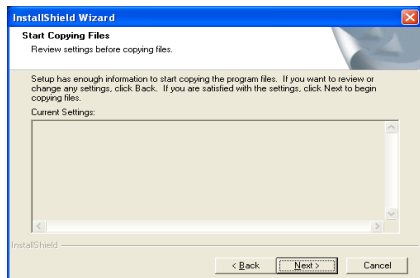 InstallShield Wizard
Start Copying Files
Review settings before copying files.
Setup has enough information to start copying the program files. If you want to review or
change any settings, click Back. If you are satisfied with the settings, click Next to begin
copying files.
Current Settings:
InstallShield
< Back Next > Cancel